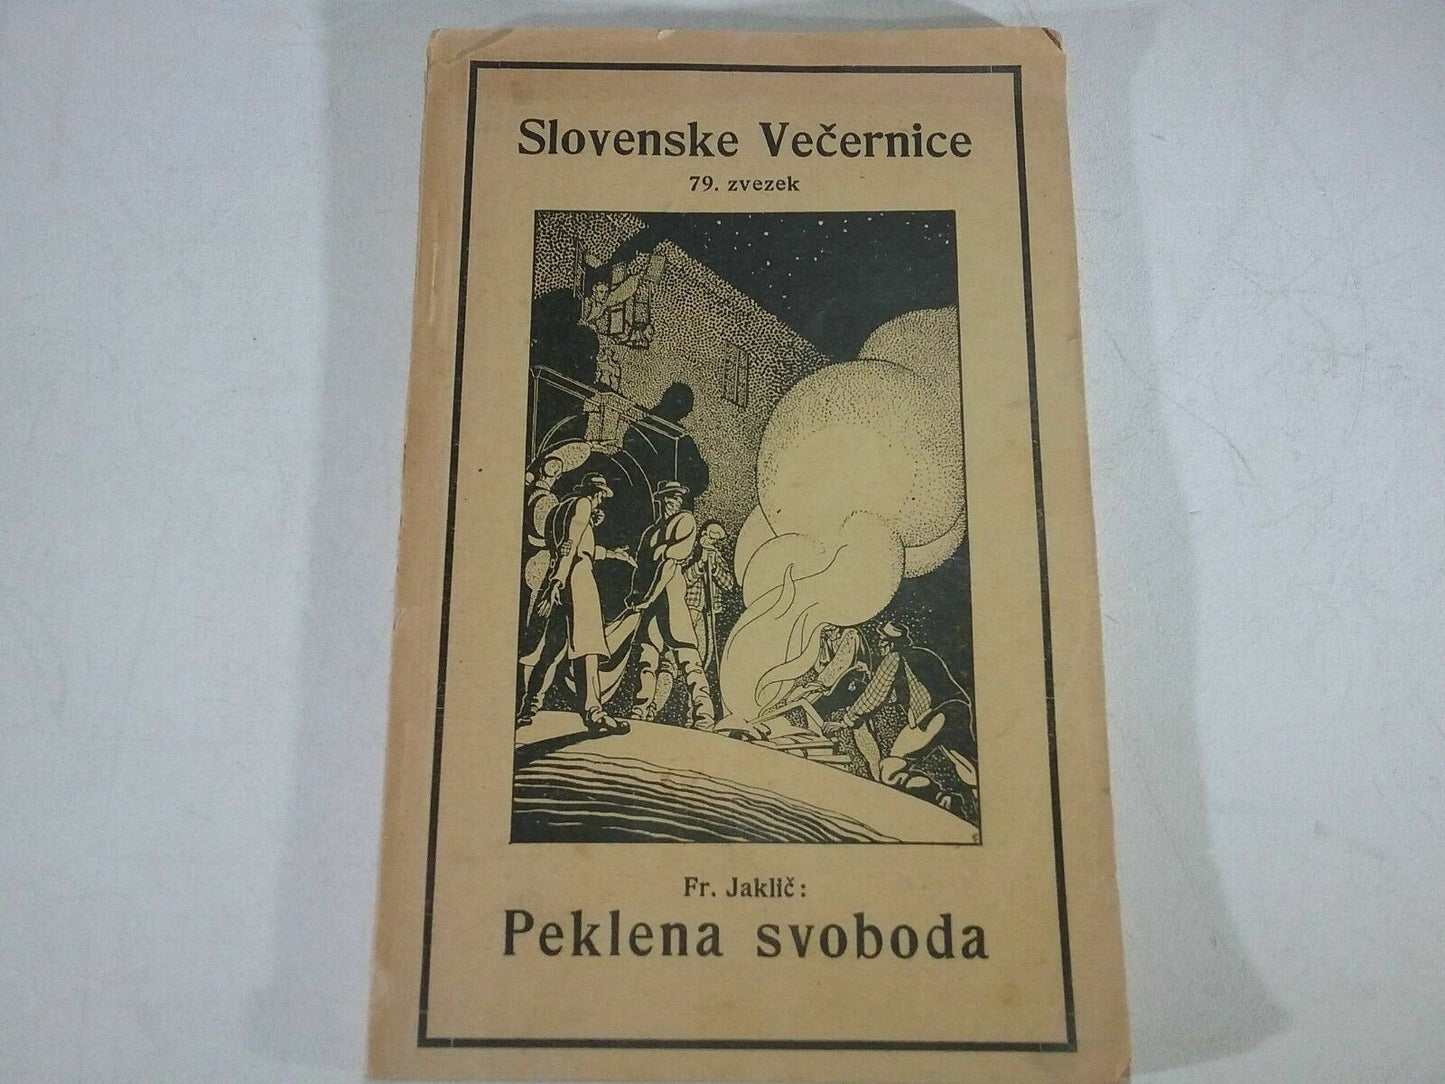 Slovenske Večernice
79. zvezek
Fr. Jaklič:
Peklena svoboda